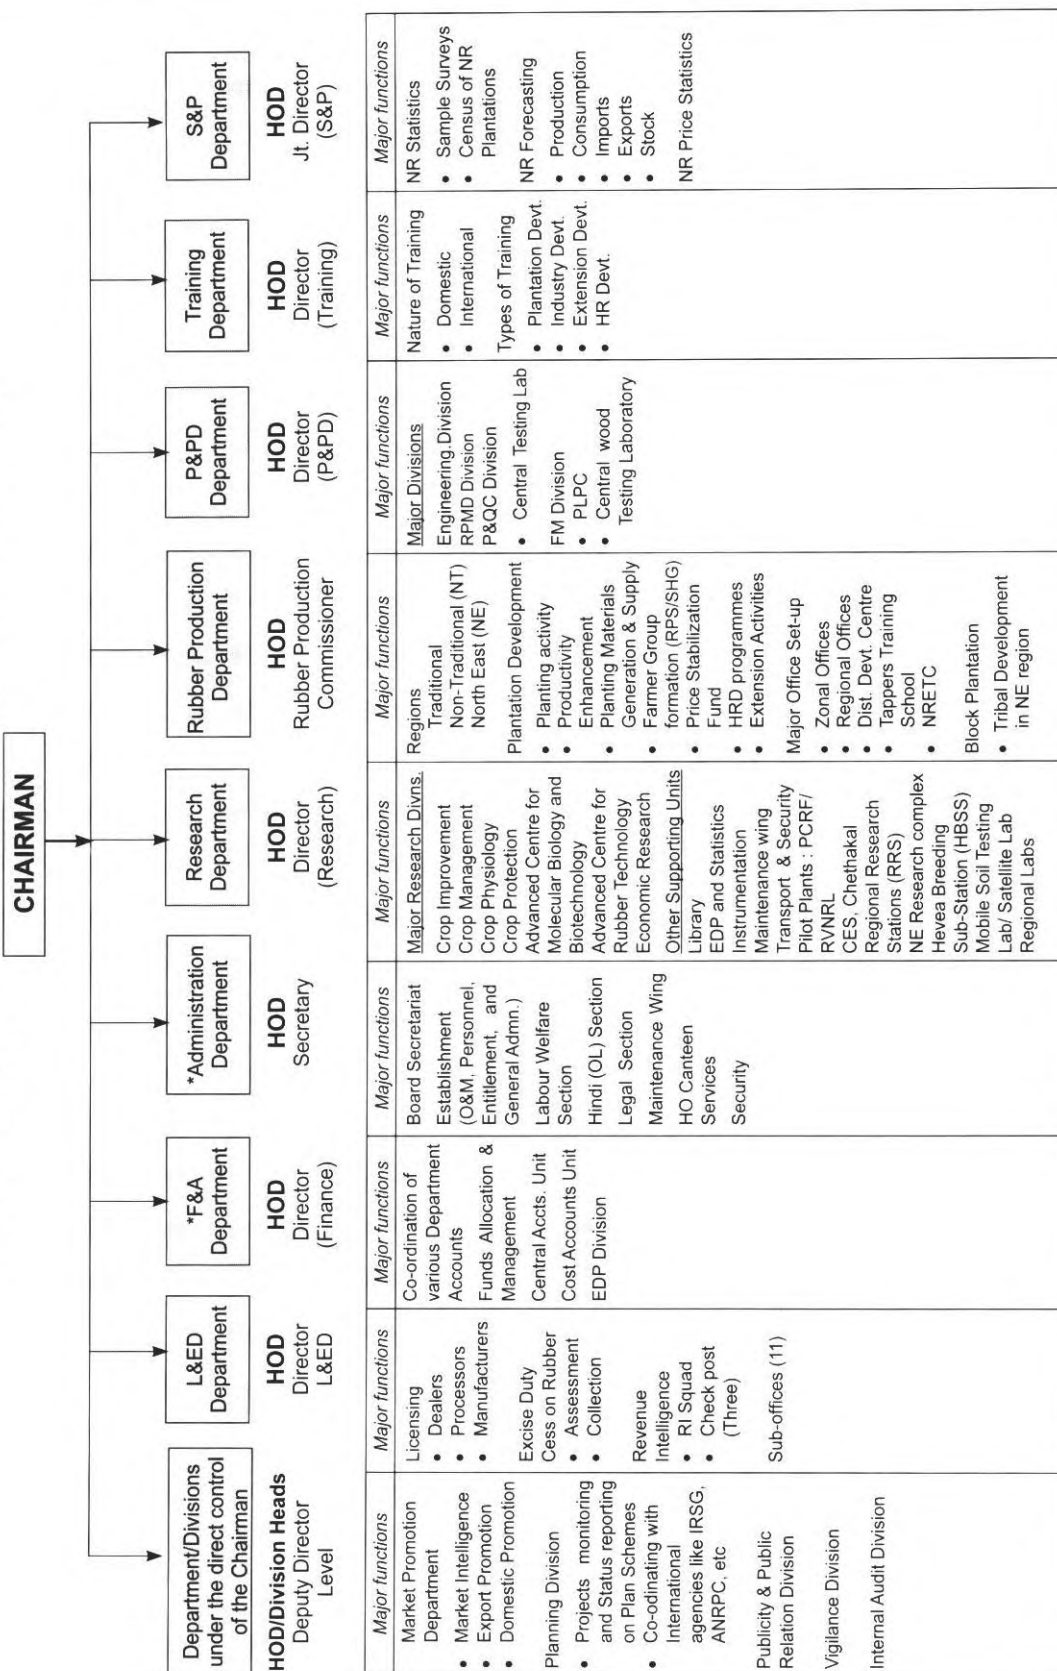 CHAIRMAN
Department/Divisions
under the direct control
of the Chairman
HOD/Division Heads
Deputy Director
Level
Major functions
Market Promotion
Department
• Market Intelligence
• Export Promotion
• Domestic Promotion
Planning Division
• Projects monitoring
and Status reporting
on Plan Schemes
• Co-odinating with
International
agencies like IRSG,
ANRPC, etc
Publicity & Public
Relation Division
Vigilance Division
Internal Audit Division
L&ED
Department
HOD
Director
L&ED
Major functions
Licensing
• Dealers
• Processors
• Manufacturers
Excise Duty
Cess on Rubber
• Assessment
• Collection
Revenue
Intelligence
• RI Squad
• Check post
(Three)
Sub-offices (11)
*F&A
Department
HOD
Director
(Finance)
Major functions
Co-ordination of
various Department
Accounts
Funds Allocation &
Management
Central Accts. Unit
Cost Accounts Unit
EDP Division
*Administration
Department
HOD
Secretary
Major functions
Board Secretariat
Establishment
(O&M, Personnel,
Entitlement, and
General Admn.)
Labour Welfare
Section
Hindi (OL) Section
Legal Section
Maintenance Wing
HO Canteen
Services
Security
Research
Department
HOD
Director
(Research)
Major functions
Major Research Divns.
Crop Improvement
Crop Management
Crop Physiology
Crop Protection
Advanced Centre for
Molecular Biology and
Biotechnology
Advanced Centre for
Rubber Technology
Economic Research
Other Supporting Units
Library
EDP and Statistics
Instrumentation
Maintenance wing
Transport & Security
Pilot Plants : PCRF/
RVNRL
CES, Chethakal
Regional Research
Stations (RRS)
NE Research complex
Hevea Breeding
Sub-Station (HBSS)
Mobile Soil Testing
Lab/ Satellite Lab
Regional Labs
Rubber Production
Department
HOD
Rubber Production
Commissioner
Major functions
Regions
Traditional
Non-Traditional (NT)
North East (NE)
Plantation Development
• Planting activity
• Productivity
Enhancement
• Planting Materials
Generation & Supply
• Farmer Group
formation (RPS/SHG)
• Price Stabilization
Fund
• HRD programmes
• Extension Activities
Major Office Set-up
• Zonal Offices
• Regional Offices
• Dist. Devt. Centre
• Tappers Training
School
• NRETC
Block Plantation
• Tribal Development
in NE region
P&PD
Department
HOD
Director
(P&PD)
Major functions
Major Divisions
Engineering.Division
RPMD Division
P&QC Division
• Central Testing Lab
FM Division
• PLPC
• Central wood
Testing Laboratory
Training
Department
HOD
Director
(Training)
Major functions
Nature of Training
• Domestic
• International
Types of Training
• Plantation Devt.
• Industry Devt.
• Extension Devt.
• HR Devt.
S&P
Department
HOD
Jt. Director
(S&P)
Major functions
NR Statistics
• Sample Surveys
• Census of NR
Plantations
NR Forecasting
• Production
• Consumption
• Imports
• Exports
• Stock
NR Price Statistics